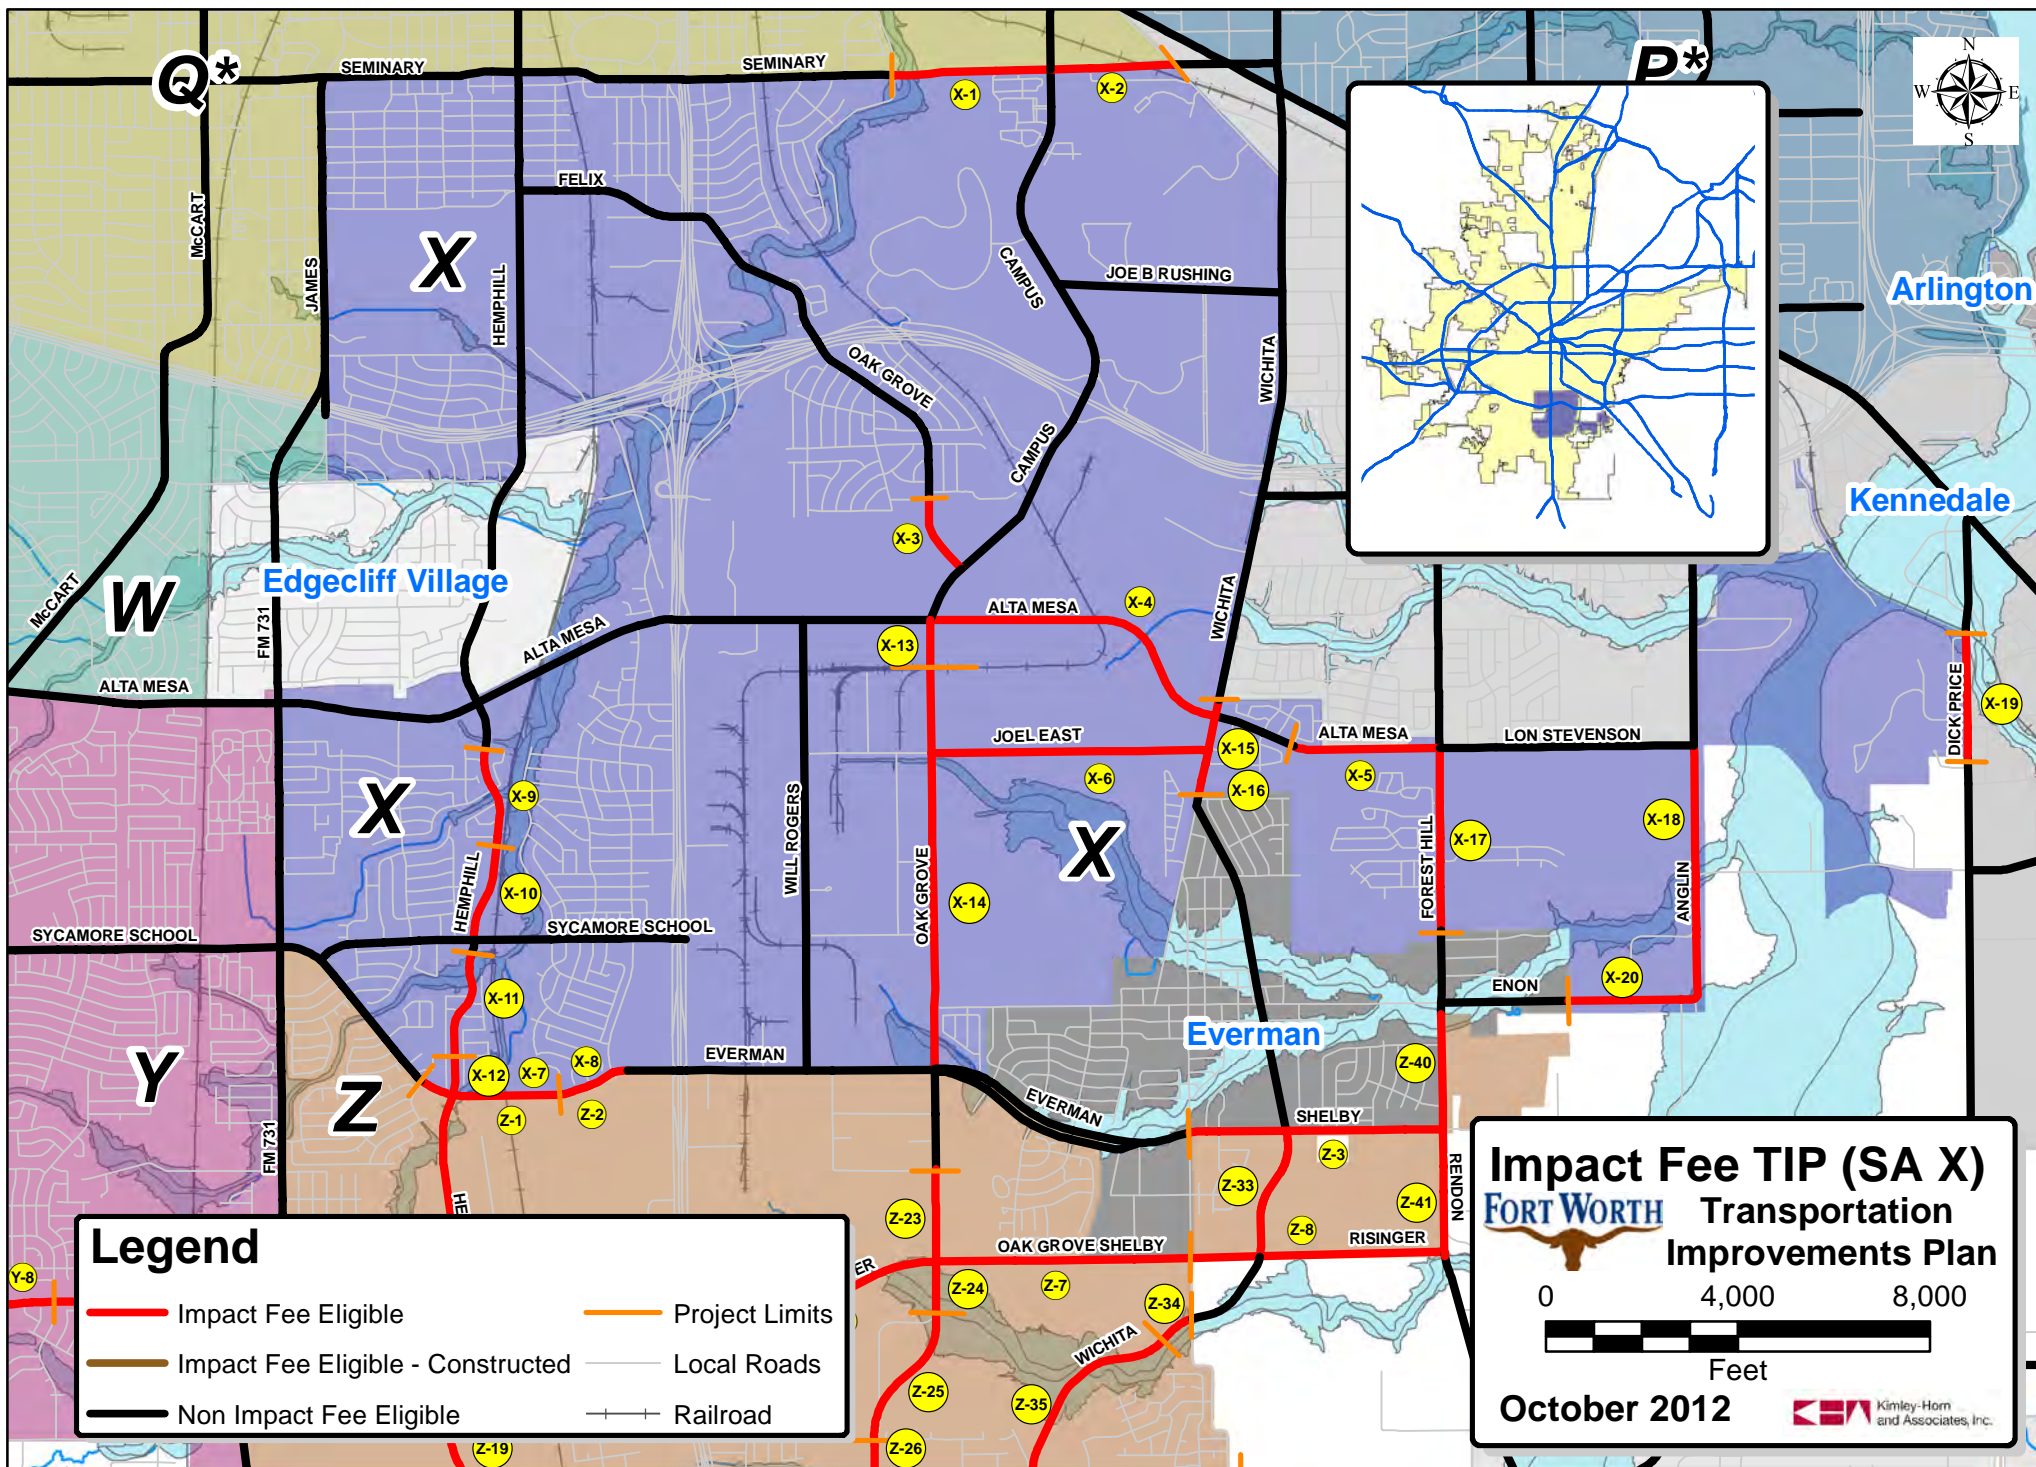 Q*
SEMINARY
SEMINARY
X-1
X-2
P*
N
W
E
S
McCART
FELIX
X
JAMES
HEMPHILL
CAMPUS
JOE B RUSHING
Arlington
OAK GROVE
WICHITA
CAMPUS
Kennedale
X-3
McCART
W
Edgecliff Village
FM 731
ALTA MESA
ALTA MESA
X-4
WICHITA
X-13
ALTA MESA
DICK PRICE
X-19
JOEL EAST
X-15
ALTA MESA
LON STEVENSON
X-6
X-16
X-5
X
X-9
WILL ROGERS
X
X-17
X-18
HEMPHILL
X-10
OAK GROVE
X-14
FOREST HILL
ANGLIN
SYCAMORE SCHOOL
SYCAMORE SCHOOL
X-11
ENON
X-20
Everman
Y
Z
X-12
X-7
X-8
EVERMAN
Z-40
Z-1
Z-2
EVERMAN
SHELBY
FM 731
Z-3
Z-33
RENDON
HE
Z-23
Z-41
Z-8
OAK GROVE SHELBY
RISINGER
ER
Y-8
Z-24
Z-7
Z-34
WICHITA
Z-25
Z-35
Z-19
Z-26
Legend
Impact Fee Eligible
Impact Fee Eligible - Constructed
Non Impact Fee Eligible
Project Limits
Local Roads
Railroad
Impact Fee TIP (SA X)
FORT WORTH
Transportation
Improvements Plan
0 4,000 8,000
Feet
October 2012
Kimley-Horn
and Associates, Inc.